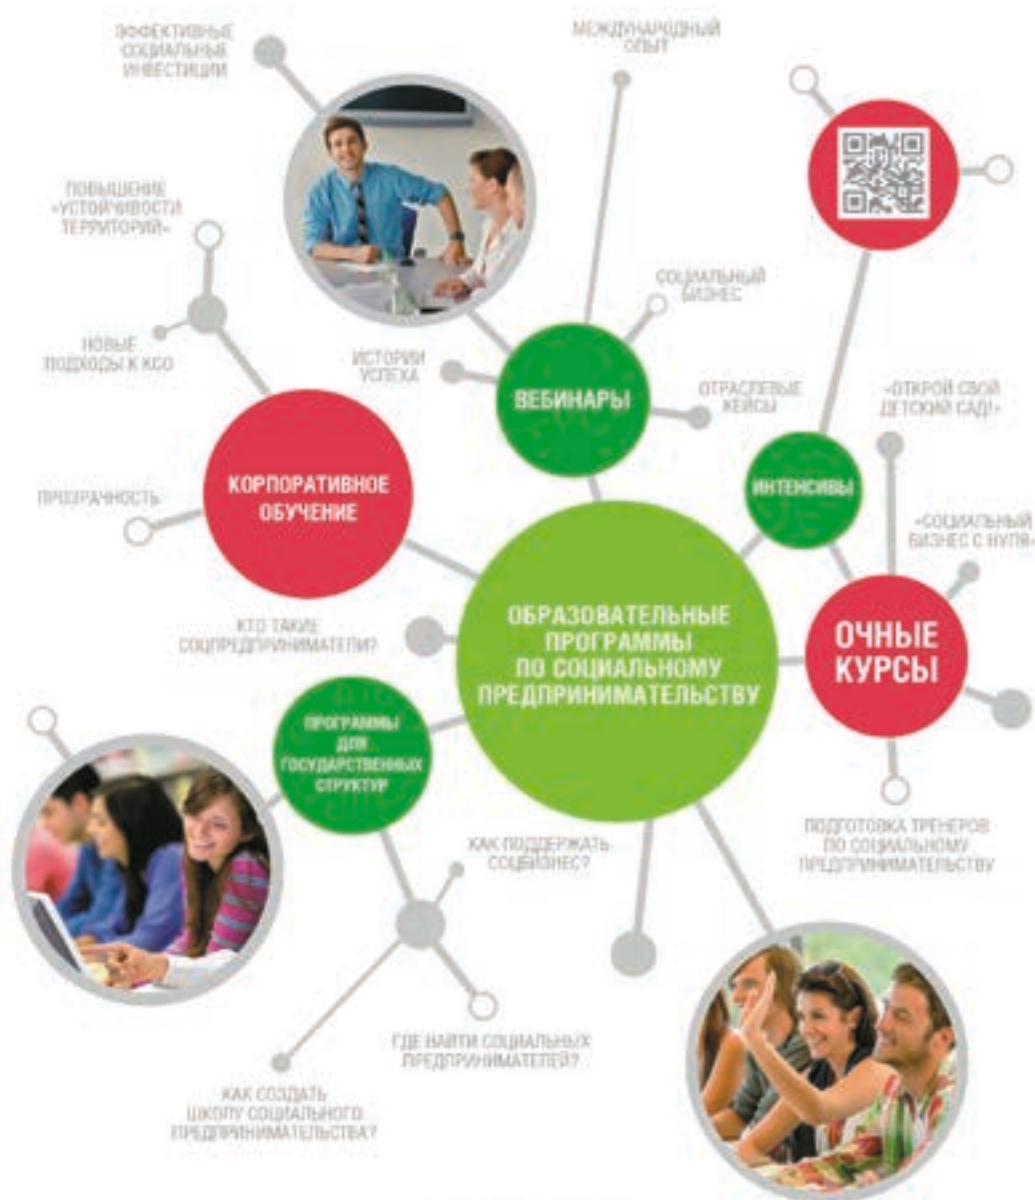 ЭФФЕКТИВНЫЕ
СОЦИАЛЬНЫЕ
ИНВЕСТИЦИИ
МЕЖДУНАРОДНЫЙ
ОПЫТ
ПОВЫШЕНИЕ
«УСТОЙЧИВОСТИ
ТЕРРИТОРИЙ»
СОЦИАЛЬНЫЙ
БИЗНЕС
НОВЫЕ
ПОДХОДЫ К КСО
ИСТОРИИ
УСПЕХА
ВЕБИНАРЫ
ОТРАСЛЕВЫЕ
КЕЙСЫ
«ОТКРОЙ СВОЙ
ДЕТСКИЙ САД!»
КОРПОРАТИВНОЕ
ОБУЧЕНИЕ
ПРОЗРАЧНОСТЬ
ИНТЕНСИВЫ
«СОЦИАЛЬНЫЙ
БИЗНЕС С НУЛЯ»
ОБРАЗОВАТЕЛЬНЫЕ
ПРОГРАММЫ
ПО СОЦИАЛЬНОМУ
ПРЕДПРИНИМАТЕЛЬСТВУ
ОЧНЫЕ
КУРСЫ
КТО ТАКИЕ
СОЦПРЕДПРИНИМАТЕЛИ?
ПРОГРАММЫ
ДЛЯ
ГОСУДАРСТВЕННЫХ
СТРУКТУР
КАК ПОДДЕРЖАТЬ
СОЦБИЗНЕС?
ПОДГОТОВКА ТРЕНЕРОВ
ПО СОЦИАЛЬНОМУ
ПРЕДПРИНИМАТЕЛЬСТВУ
ГДЕ НАЙТИ СОЦИАЛЬНЫХ
ПРЕДПРИНИМАТЕЛЕЙ?
КАК СОЗДАТЬ
ШКОЛУ СОЦИАЛЬНОГО
ПРЕДПРИНИМАТЕЛЬСТВА?